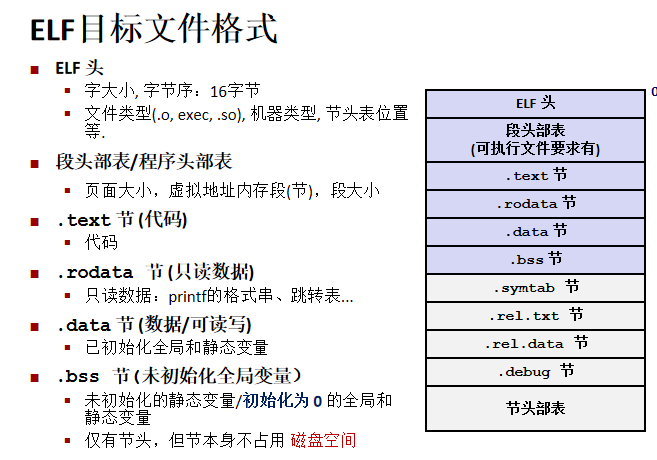 ELF目标文件格式
■ ELF 头
▪ 字大小, 字节序：16字节
▪ 文件类型(.o, exec, .so), 机器类型, 节头表位置
等.
■ 段头部表/程序头部表
▪ 页面大小，虚拟地址内存段(节)，段大小
■ .text 节 (代码)
▪ 代码
■ .rodata 节 (只读数据)
▪ 只读数据：printf的格式串、跳转表...
■ .data 节 (数据/可读写)
▪ 已初始化全局和静态变量
■ .bss 节 (未初始化全局变量）
▪ 未初始化的静态变量/初始化为 0 的全局和
静态变量
▪ 仅有节头，但节本身不占用 磁盘空间
0
ELF 头
段头部表
(可执行文件要求有)
.text 节
.rodata 节
.data 节
.bss 节
.symtab 节
.rel.txt 节
.rel.data 节
.debug 节
节头部表